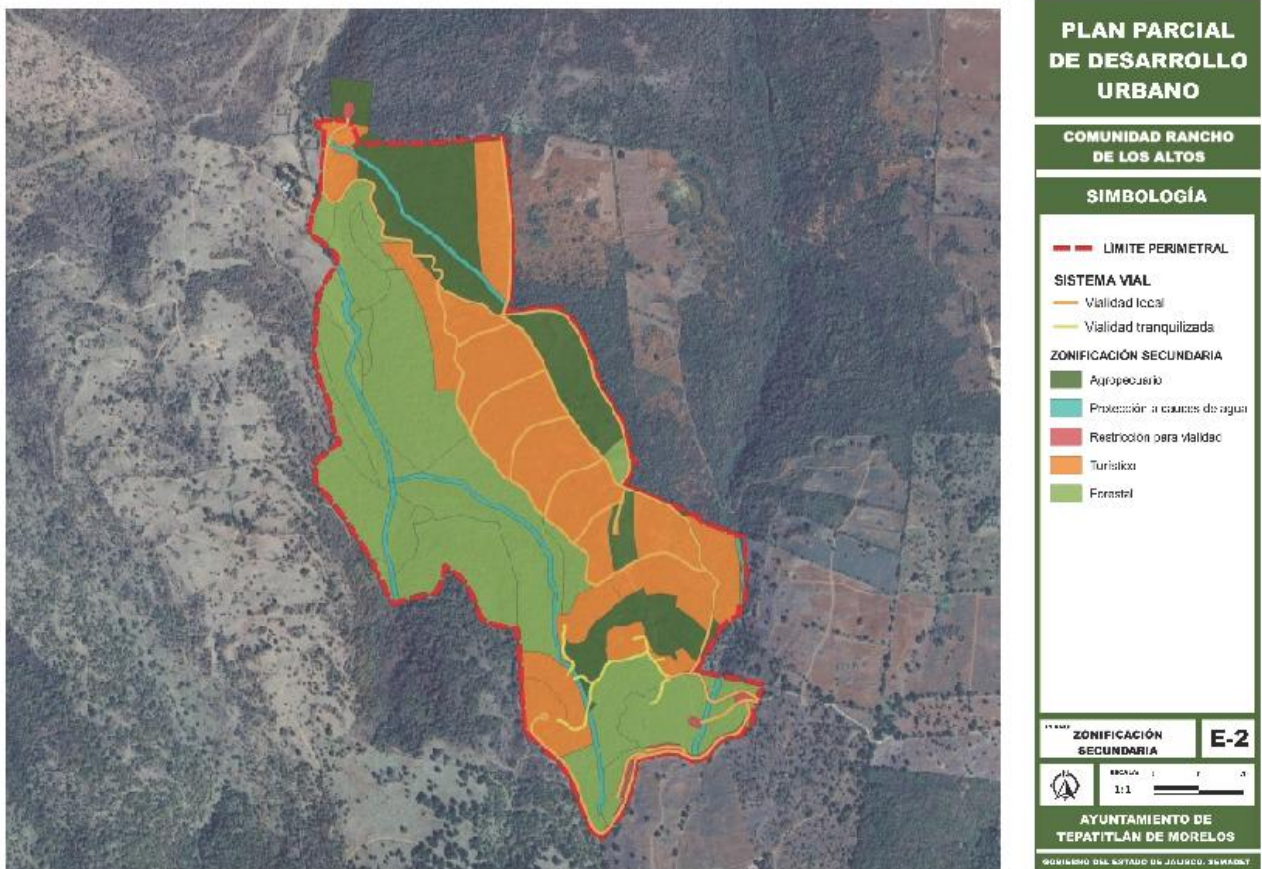 PLAN PARCIAL
DE DESARROLLO
URBANO
COMUNIDAD RANCHO
DE LOS ALTOS
SIMBOLOGÍA
LÍMITE PERIMETRAL
SISTEMA VIAL
Vialidad local
Vialidad tranquilizada
ZONIFICACIÓN SECUNDARIA
Agropecuario
Protección a cauces de agua
Restricción para vialidad
Turístico
Forestal
ZONIFICACIÓN
SECUNDARIA
E-2
ESCALA
1:1
AYUNTAMIENTO DE
TEPATITLÁN DE MORELOS
GOBIERNO DEL ESTADO DE JALISCO, SEMADET